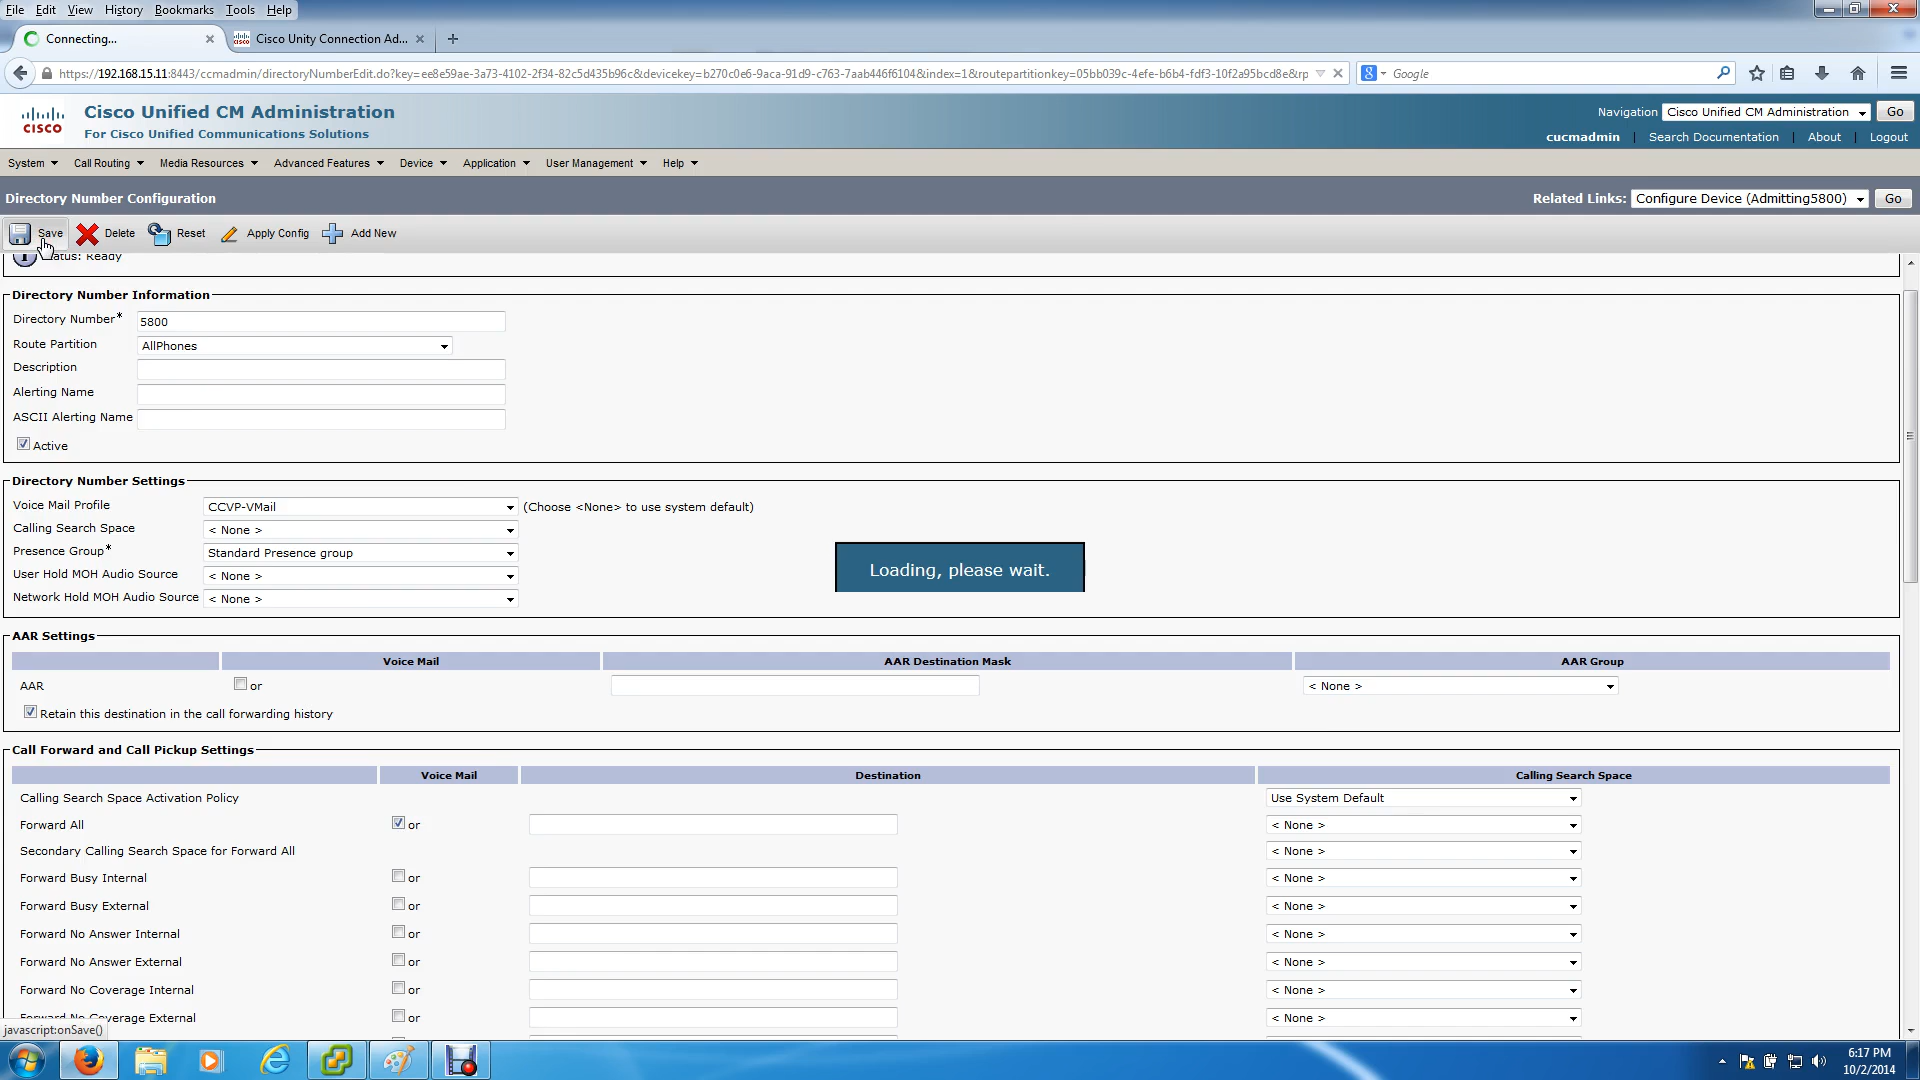 File Edit View History Bookmarks Tools Help
Connecting... × Cisco Unity Connection Ad... × +
https://192.168.15.11:8443/ccmadmin/directoryNumberEdit.do?key=ee8e59ae-3a73-4102-2f34-82c5d435b96c&devicekey=b270c0e6-9aca-91d9-c763-7aab446f6104&index=1&routepartitionkey=05bb039c-4efe-b6b4-fdf3-10f2a95bcd8e&rp Google
CISCO
Cisco Unified CM Administration
For Cisco Unified Communications Solutions
Navigation Cisco Unified CM Administration Go
cucmadmin | Search Documentation | About | Logout
System Call Routing Media Resources Advanced Features Device Application User Management Help
Directory Number Configuration Related Links: Configure Device (Admitting5800) Go
Save Delete Reset Apply Config Add New
Status: Ready
Directory Number Information
Directory Number* 5800
Route Partition AllPhones
Description
Alerting Name
ASCII Alerting Name
Active
Directory Number Settings
Voice Mail Profile CCVP-VMail (Choose <None> to use system default)
Calling Search Space < None >
Presence Group* Standard Presence group
User Hold MOH Audio Source < None >
Network Hold MOH Audio Source < None >
Loading, please wait.
AAR Settings
Voice Mail AAR Destination Mask AAR Group
AAR or < None >
Retain this destination in the call forwarding history
Call Forward and Call Pickup Settings
Voice Mail Destination Calling Search Space
Calling Search Space Activation Policy Use System Default
Forward All or < None >
Secondary Calling Search Space for Forward All < None >
Forward Busy Internal or < None >
Forward Busy External or < None >
Forward No Answer Internal or < None >
Forward No Answer External or < None >
Forward No Coverage Internal or < None >
Forward No Coverage External or < None >
javascript:onSave()
6:17 PM
10/2/2014